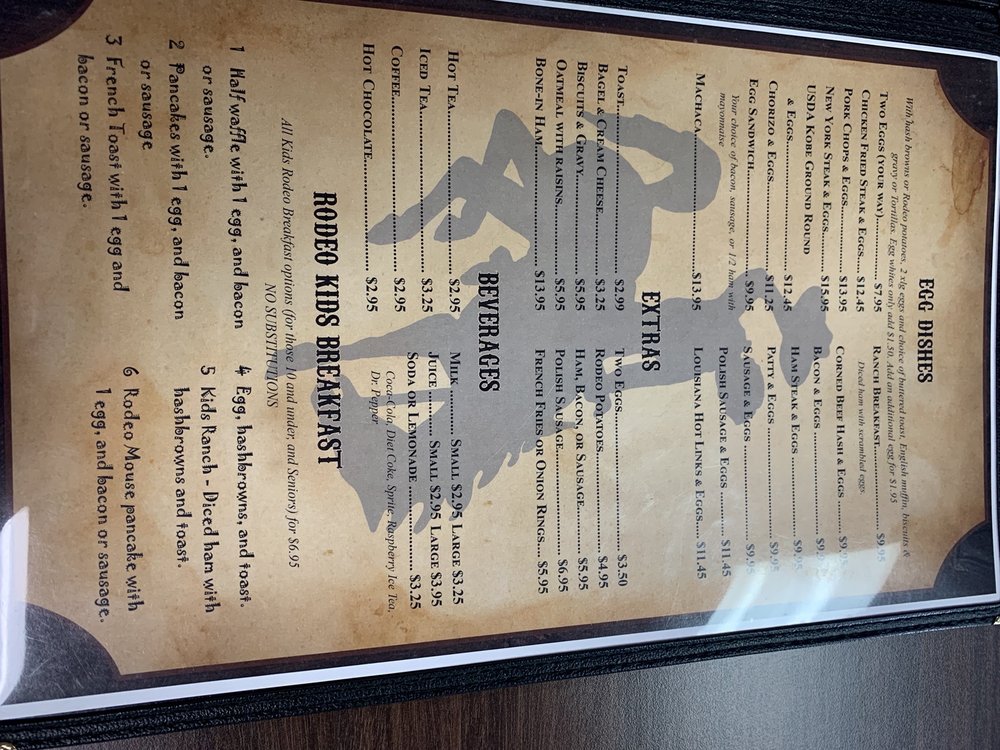 EGG DISHES
With hash browns or Rodeo potatoes, 2 xlg eggs and choice of buttered toast, English muffin, biscuits &
gravy or Tortillas. Egg whites only add $1.50. Add an additional egg for $1.95
Two Eggs (your way)........ $7.95
Chicken Fried Steak & Eggs.... $12.45
Pork Chops & Eggs............ $13.95
New York Steak & Eggs....... $15.95
USDA Kobe Ground Round
& Eggs........................ $12.45
Chorizo & Eggs................ $11.25
Egg Sandwich.................. $9.95
Your choice of bacon, sausage, or 1/2 ham with
mayonnaise
Machaca........................ $13.95
Ranch Breakfast................ $9.95
Diced ham with scrambled eggs.
Corned Beef Hash & Eggs ...... $9.95
Bacon & Eggs ................ $9.
Ham Steak & Eggs ............ $9.95
Patty & Eggs .................. $9.95
Sausage & Eggs ................ $9.95
Polish Sausage & Eggs ........ $11.45
Louisiana Hot Links & Eggs.... $11.45
EXTRAS
Toast............................ $2.99
Bagel & Cream Cheese.......... $3.25
Biscuits & Gravy................ $5.95
Oatmeal with raisins............ $5.95
Bone-in Ham.................... $13.95
Two Eggs........................ $3.50
Rodeo Potatoes.................. $4.95
Ham, Bacon, or Sausage........ $5.95
Polish Sausage.................. $6.95
French Fries or Onion Rings.... $5.95
BEVERAGES
Hot Tea........................ $2.95
Iced Tea........................ $3.25
Coffee.......................... $2.95
Hot Chocolate.................. $2.95
Milk ............ Small $2.95, Large $3.25
Juice ........ Small $2.95 Large $3.95
Soda or Lemonade .............. $3.25
Coca-Cola, Diet Coke, Sprite, Raspberry Ice Tea,
Dr. Pepper
RODEO KIDS BREAKFAST
All Kids Rodeo Breakfast options (for those 10 and under, and Seniors) for $6.95
NO SUBSTITUTIONS
1 Half waffle with 1 egg, and bacon
or sausage.
2 Pancakes with 1 egg, and bacon
or sausage
3 French Toast with 1 egg and
bacon or sausage.
4 Egg, hashbrowns, and toast.
5 Kids Ranch - Diced ham with
hashbrowns and toast.
6 Rodeo Mouse pancake with
1 egg, and bacon or sausage.